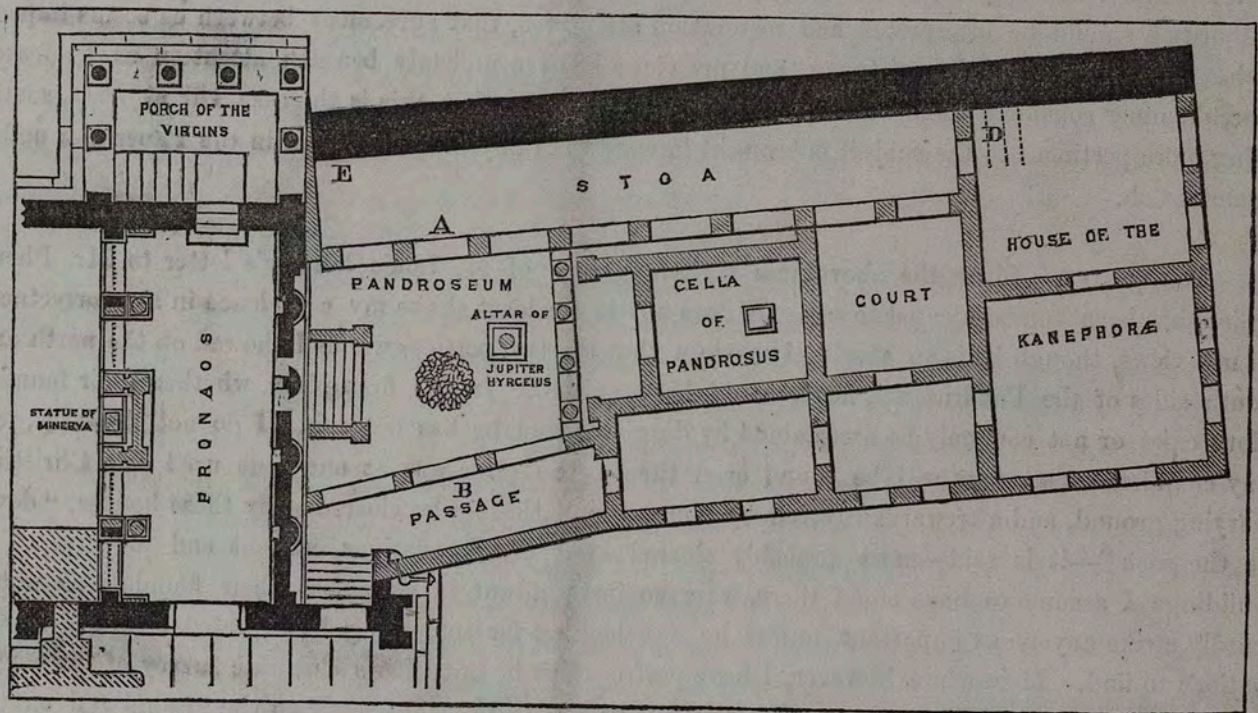 PORCH OF THE
VIRGINS
E
STOA
D
A
HOUSE OF THE
KANEPHORÆ
PANDROSEUM
ALTAR OF
JUPITER
HYRCEIUS
CELLA
OF
PANDROSUS
COURT
STATUE OF
MINERVA
PRONAOS
B
PASSAGE